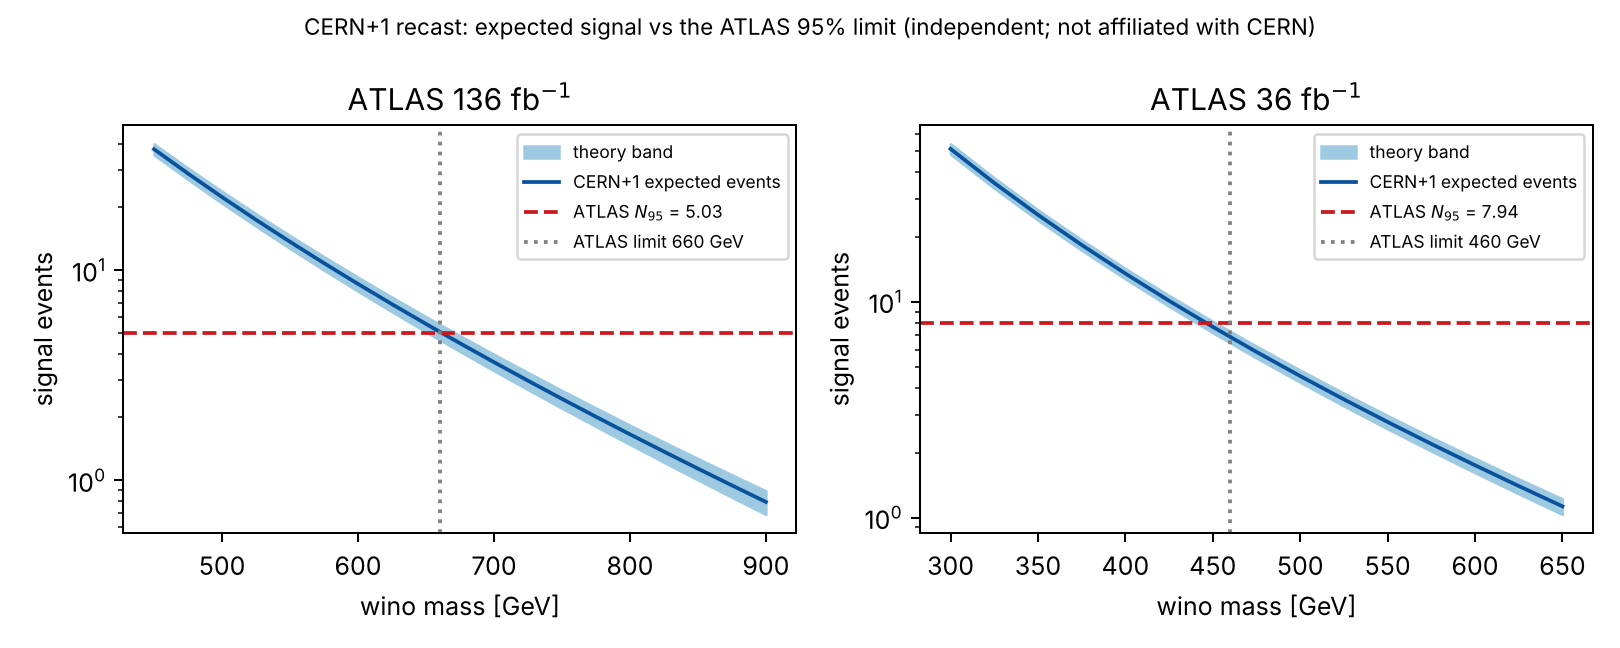 CERN+1 recast: expected signal vs the ATLAS 95% limit (independent; not affiliated with CERN)
ATLAS 136 fb⁻¹
theory band
CERN+1 expected events
ATLAS N₉₅ = 5.03
ATLAS limit 660 GeV
signal events
10¹
10⁰
500 600 700 800 900
wino mass [GeV]
ATLAS 36 fb⁻¹
theory band
CERN+1 expected events
ATLAS N₉₅ = 7.94
ATLAS limit 460 GeV
signal events
10¹
10⁰
300 350 400 450 500 550 600 650
wino mass [GeV]